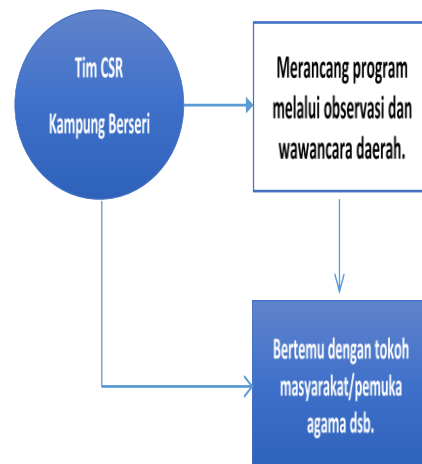 Tim CSR
Kampung Berseri
Merancang program
melalui observasi dan
wawancara daerah.
Bertemu dengan tokoh
masyarakat/pemuka
agama dsb.